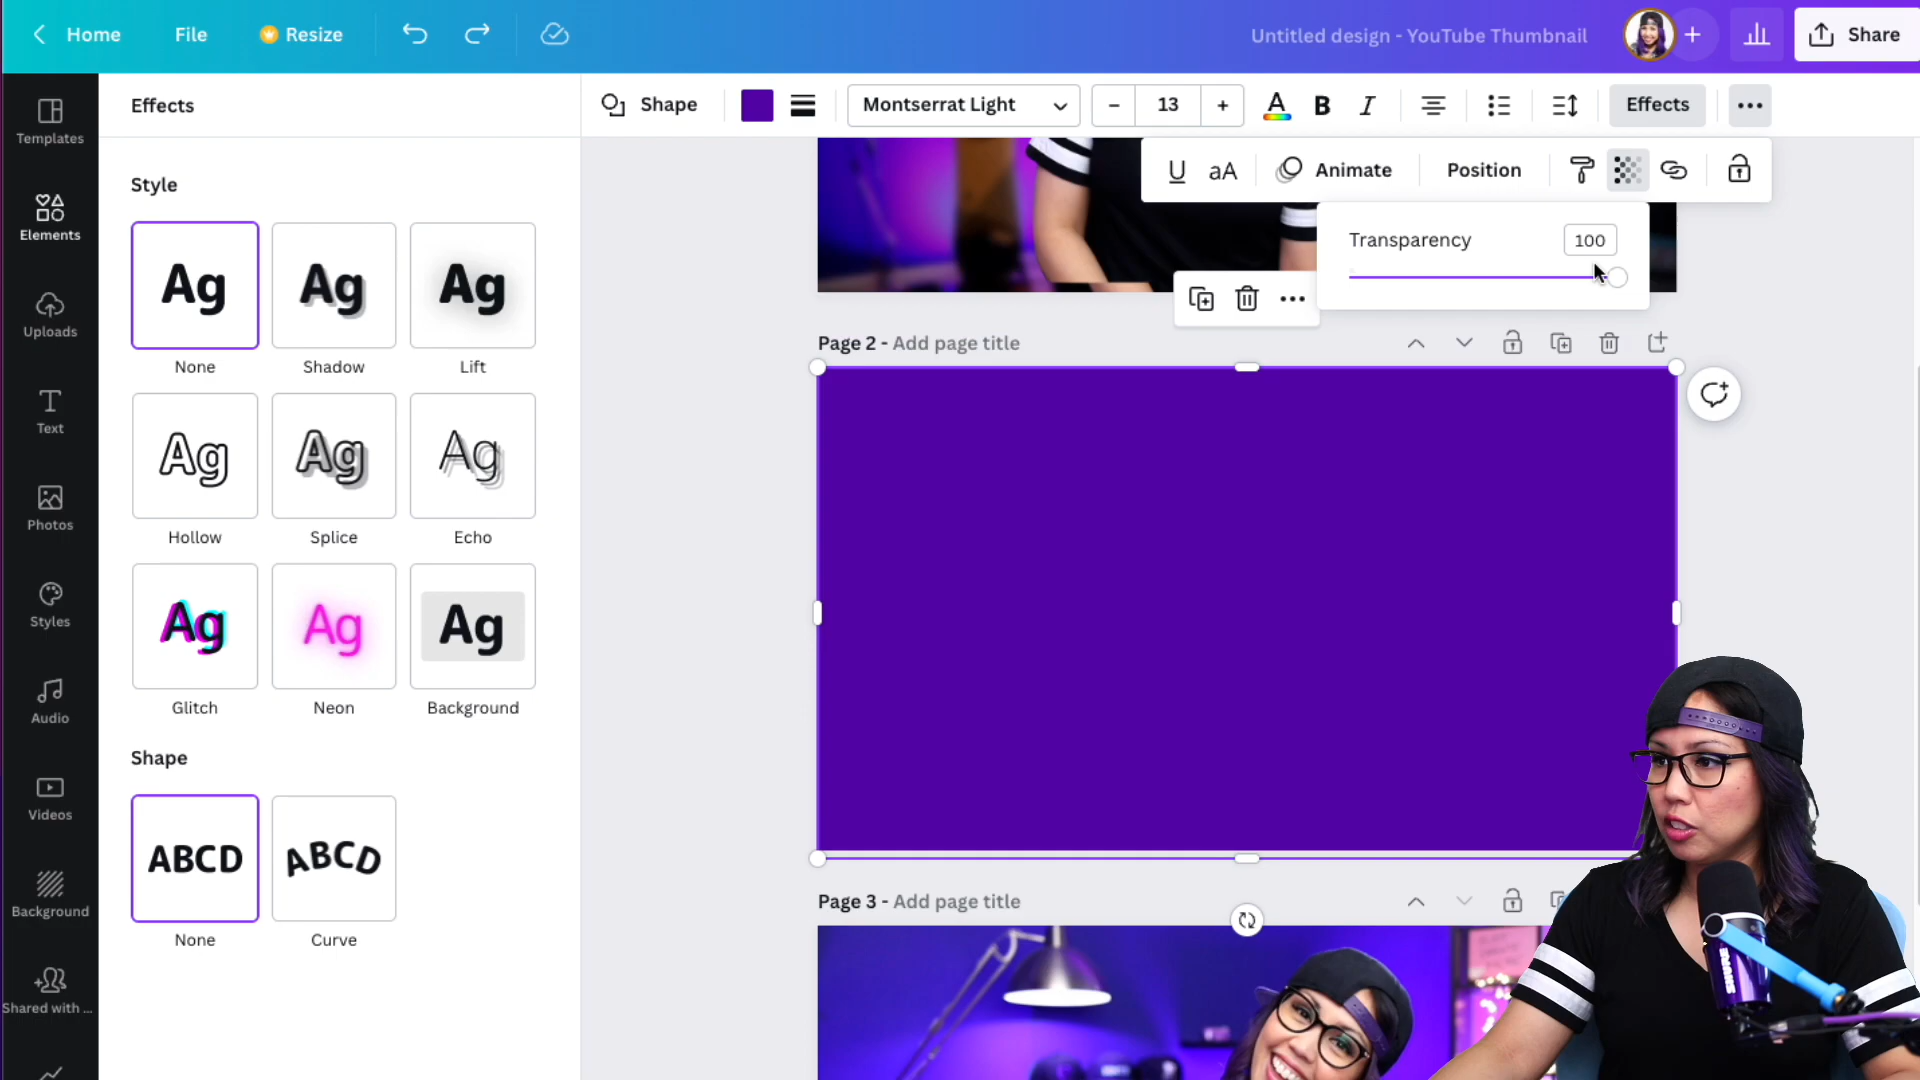 Home File Resize Untitled design - YouTube Thumbnail Share
Effects Shape Montserrat Light 13 A B I Effects
U aA Animate Position
Transparency 100
Templates
Elements
Uploads
Text
Photos
Styles
Audio
Videos
Background
Shared with ...
Style
Ag Ag Ag
None Shadow Lift
Ag Ag Ag
Hollow Splice Echo
Ag Ag Ag
Glitch Neon Background
Shape
ABCD ABCD
None Curve
Page 2 - Add page title
Page 3 - Add page title